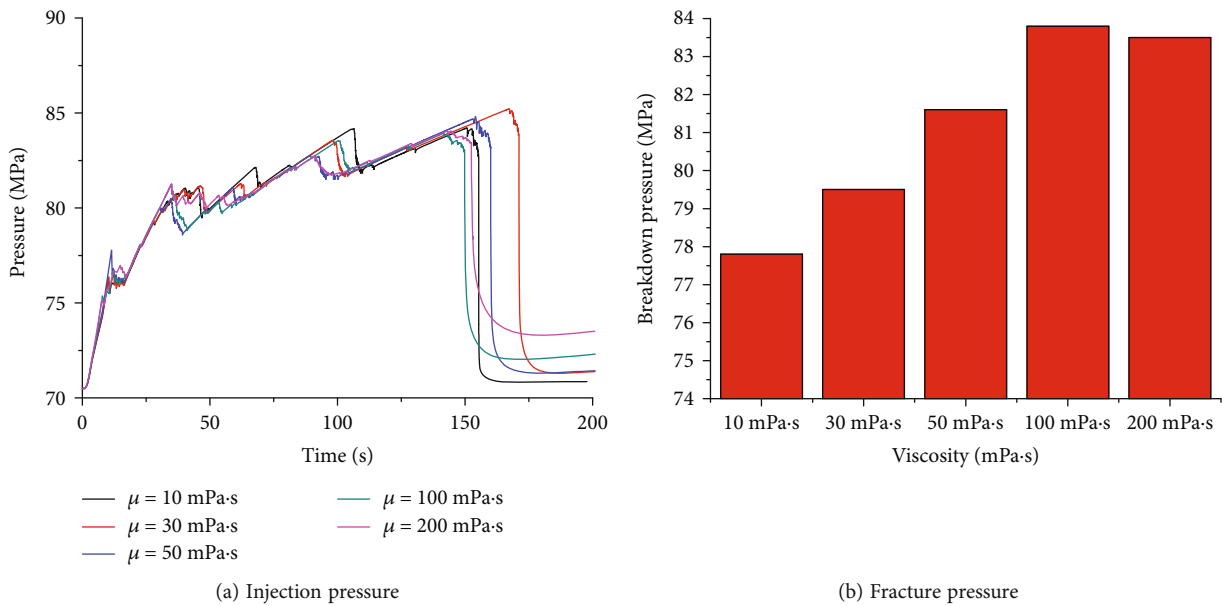 90
85
80
75
70
Pressure (MPa)
0
50
100
150
200
Time (s)
μ = 10 mPa·s
μ = 30 mPa·s
μ = 50 mPa·s
μ = 100 mPa·s
μ = 200 mPa·s
(a) Injection pressure
84
83
82
81
80
79
78
77
76
75
74
Breakdown pressure (MPa)
10 mPa·s
30 mPa·s
50 mPa·s
100 mPa·s
200 mPa·s
Viscosity (mPa·s)
(b) Fracture pressure